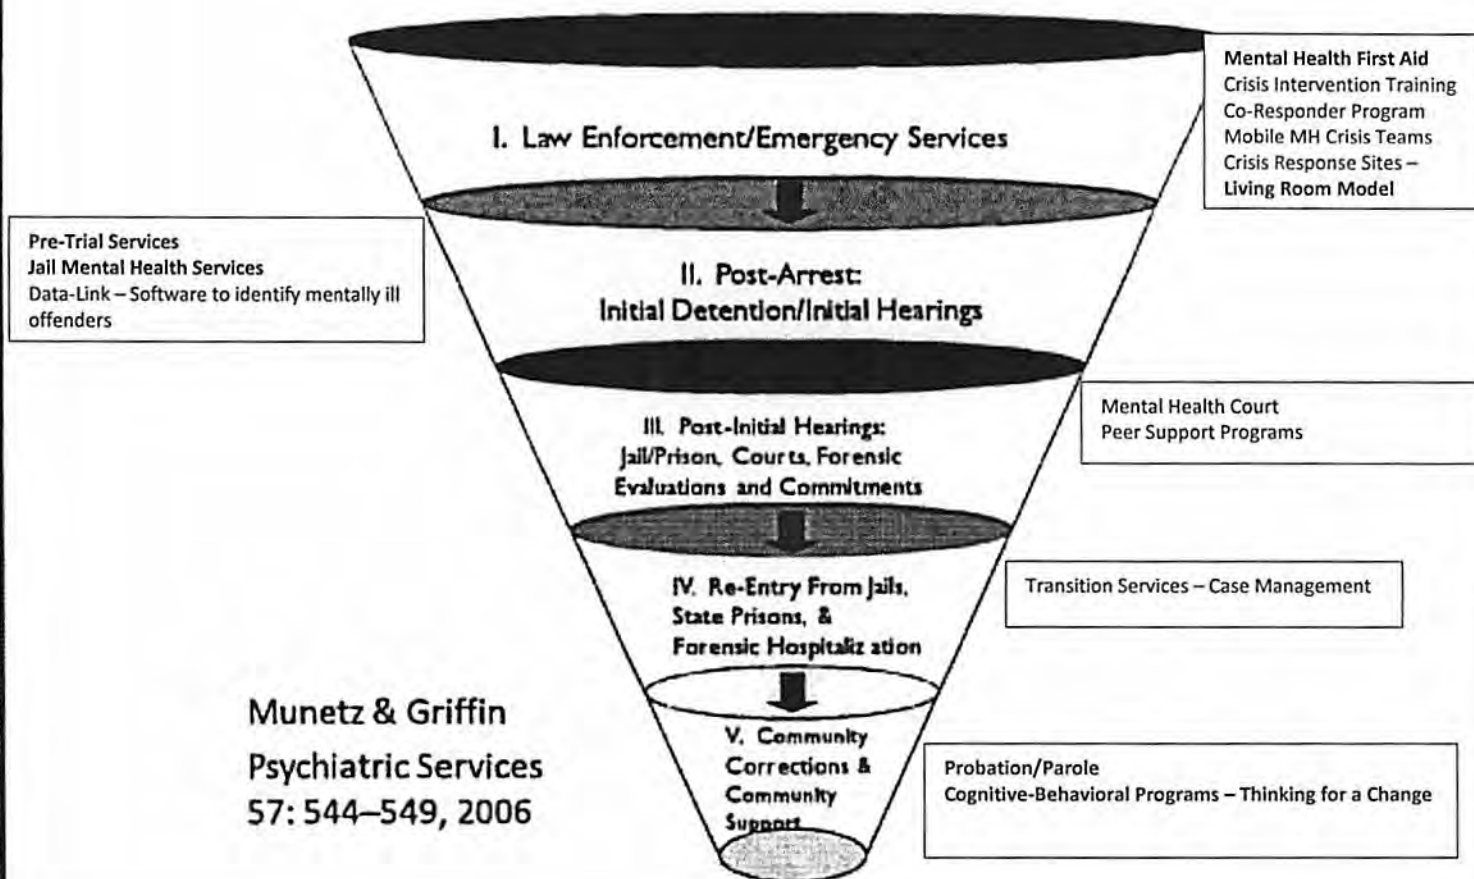 Mental Health First Aid
Crisis Intervention Training
Co-Responder Program
Mobile MH Crisis Teams
Crisis Response Sites –
Living Room Model
I. Law Enforcement/Emergency Services
Pre-Trial Services
Jail Mental Health Services
Data-Link – Software to identify mentally ill
offenders
II. Post-Arrest:
Initial Detention/Initial Hearings
Mental Health Court
Peer Support Programs
III. Post-Initial Hearings:
Jail/Prison, Courts, Forensic
Evaluations and Commitments
Transition Services – Case Management
IV. Re-Entry From Jails,
State Prisons, &
Forensic Hospitalization
Munetz & Griffin
Psychiatric Services
57: 544–549, 2006
V. Community
Corrections &
Community
Support
Probation/Parole
Cognitive-Behavioral Programs – Thinking for a Change